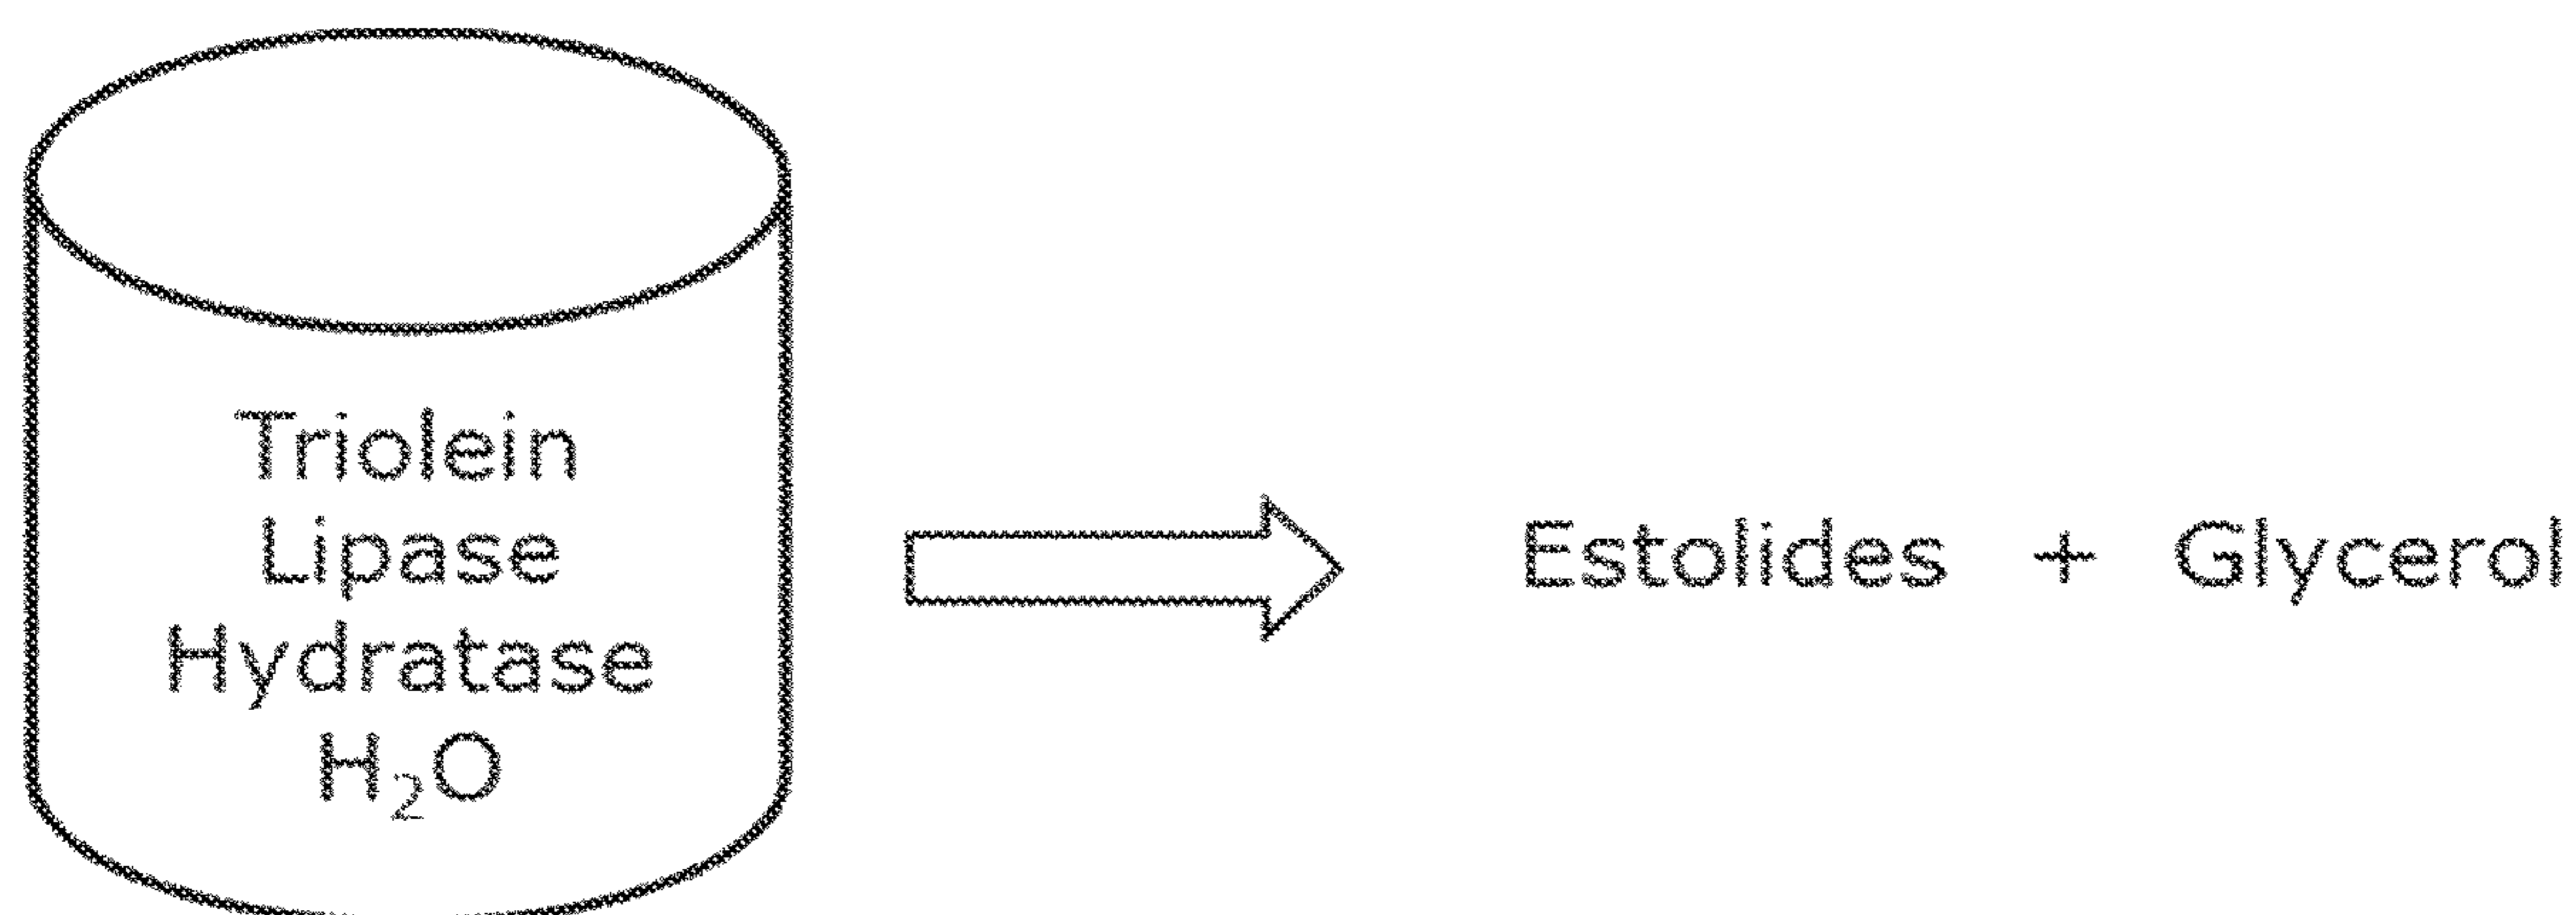 Triolein
Lipase
Hydratase
H₂O
Estolides + Glycerol